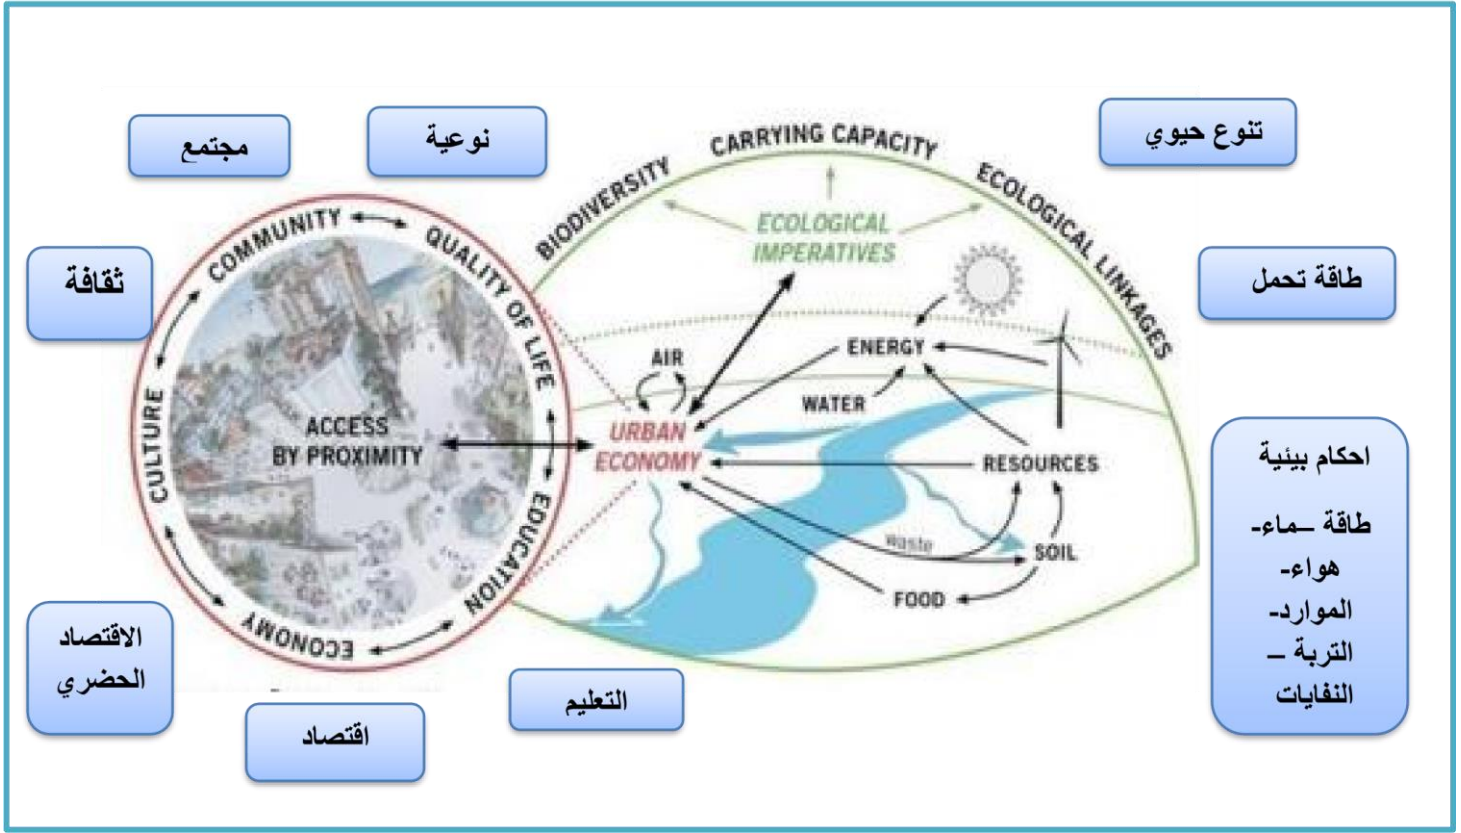 مجتمع
نوعية
تنوع حيوي
ثقافة
طاقة تحمل
COMMUNITY
QUALITY OF LIFE
CULTURE
EDUCATION
ECONOMY
ACCESS
BY PROXIMITY
BIODIVERSITY
CARRYING CAPACITY
ECOLOGICAL LINKAGES
ECOLOGICAL
IMPERATIVES
AIR
ENERGY
WATER
URBAN
ECONOMY
RESOURCES
waste
SOIL
FOOD
احكام بيئية
طاقة –ماء-
هواء-
الموارد-
التربة –
النفايات
الاقتصاد
الحضري
اقتصاد
التعليم